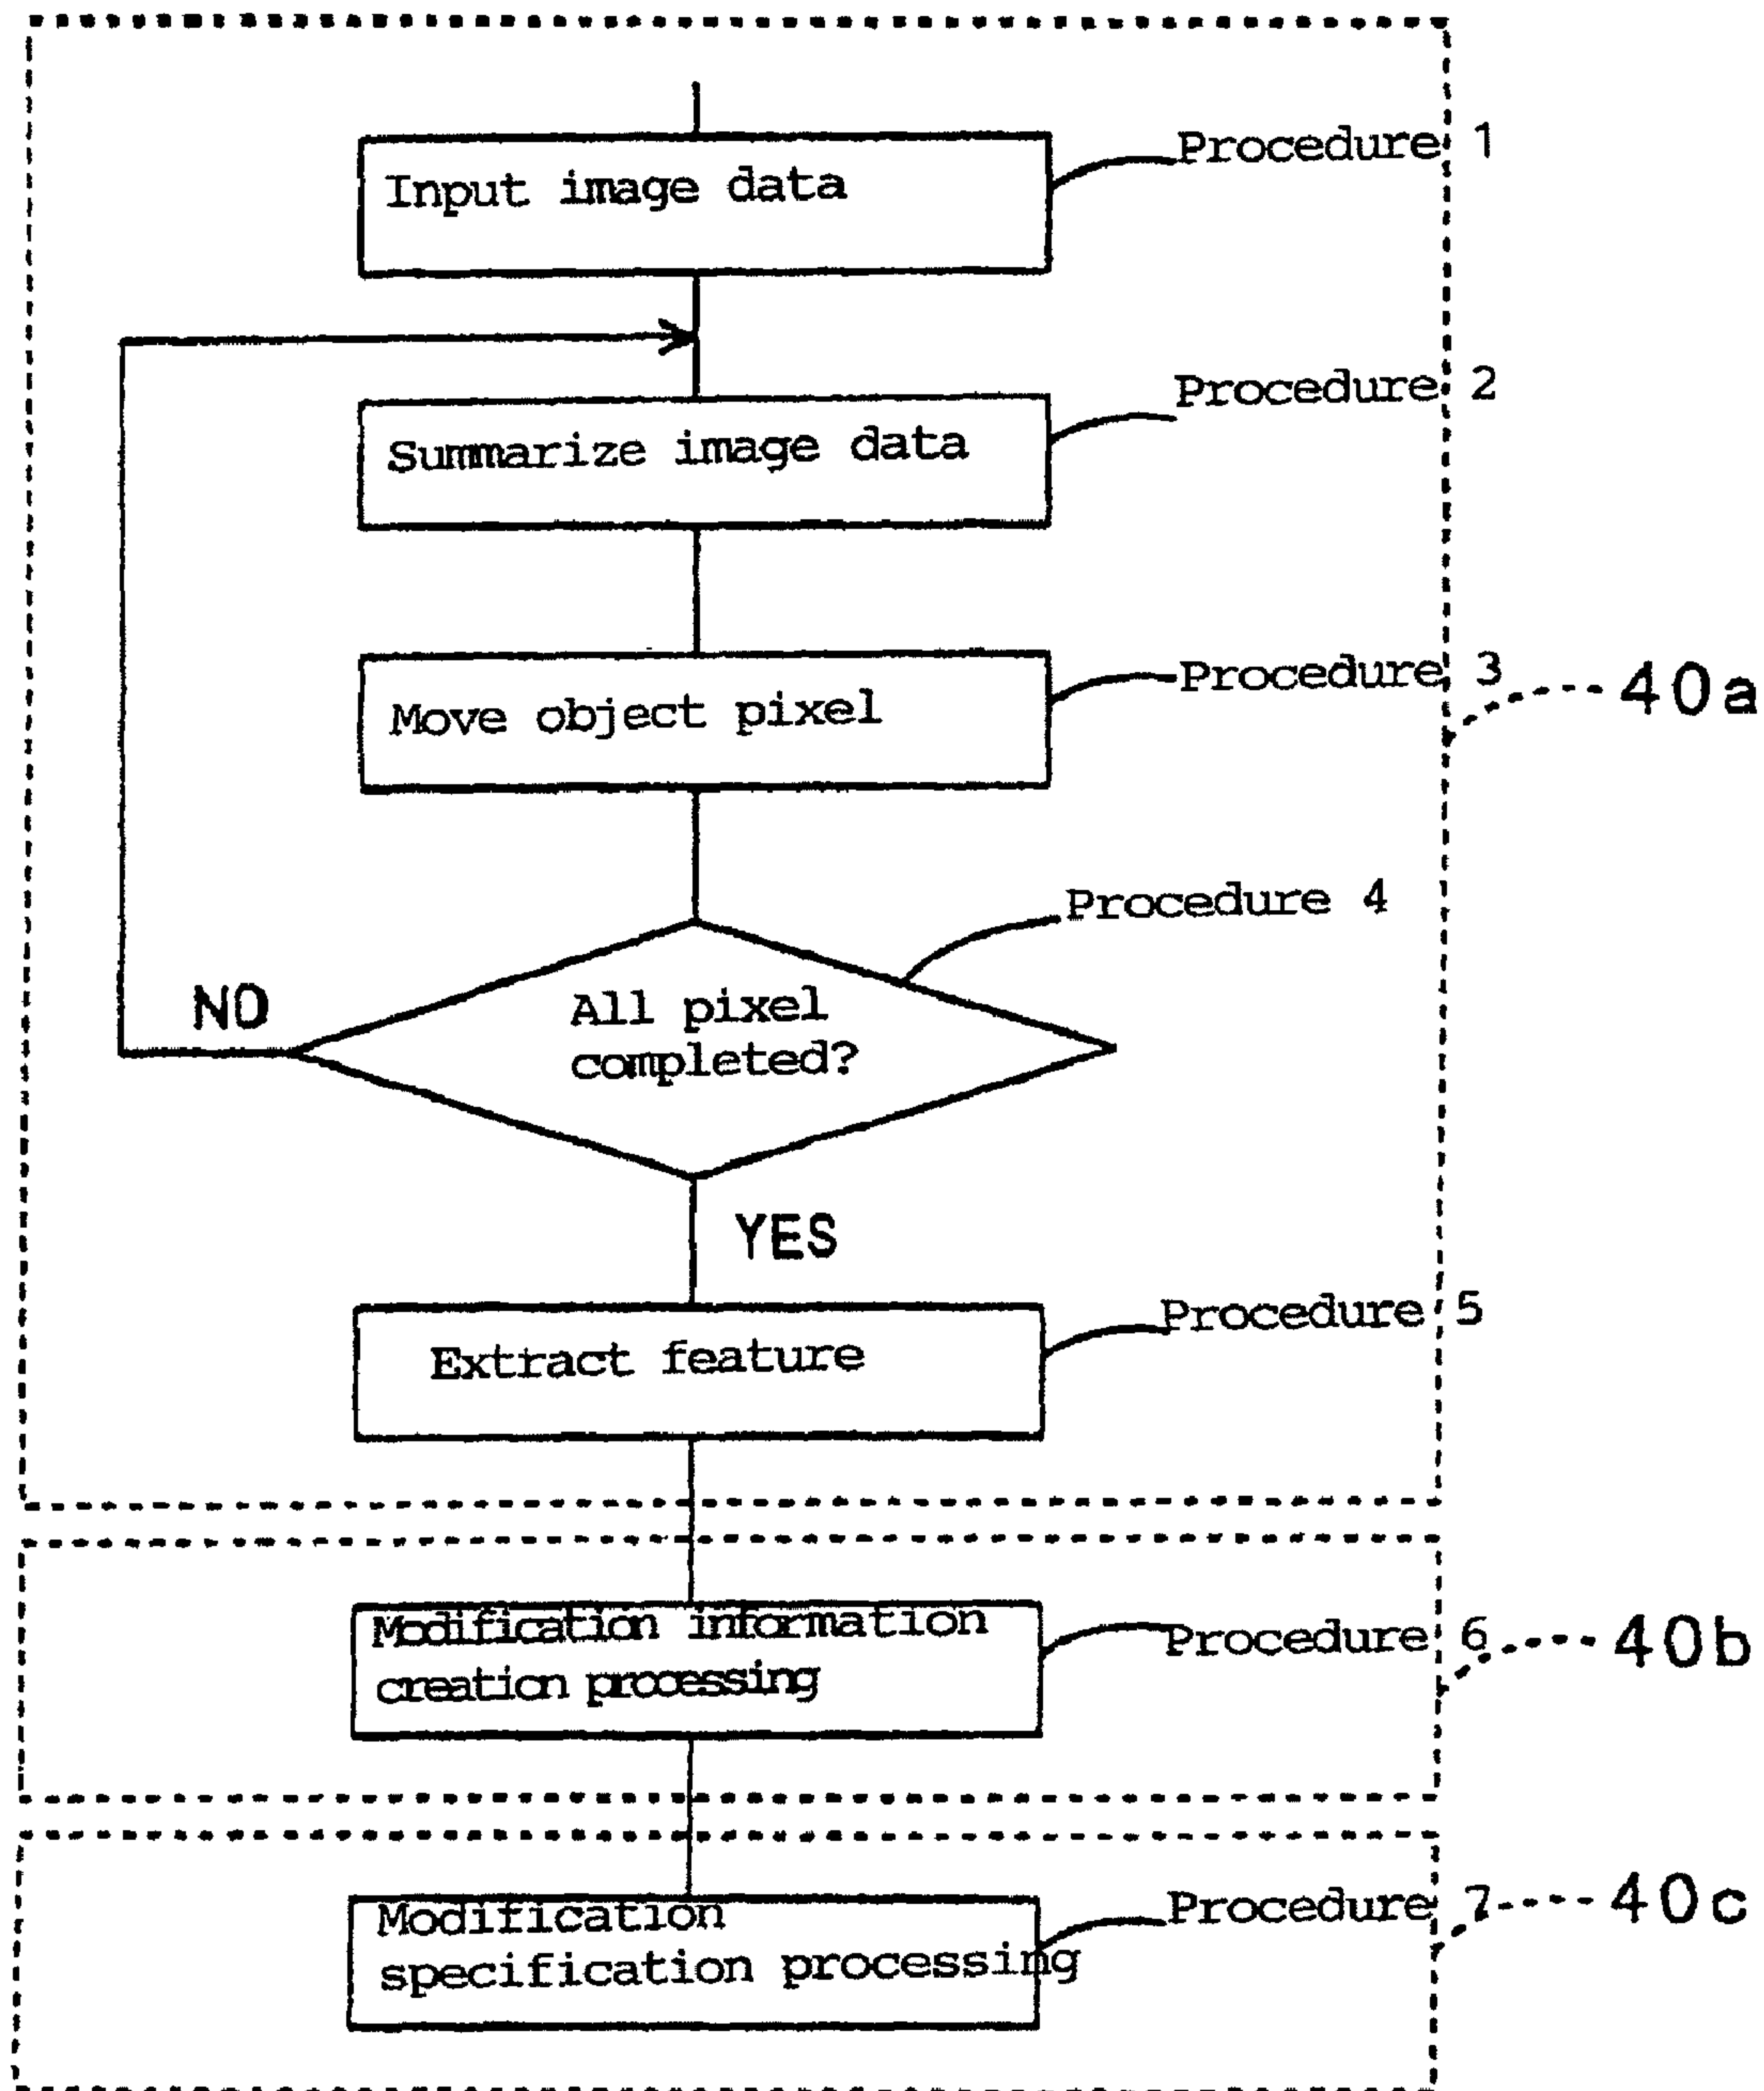 Procedure 1
Input image data
Procedure 2
Summarize image data
Procedure 3
40a
Move object pixel
Procedure 4
NO
All pixel
completed?
YES
Procedure 5
Extract feature
Modification information
creation processing
Procedure 6
40b
Modification
specification processing
Procedure 7
40c